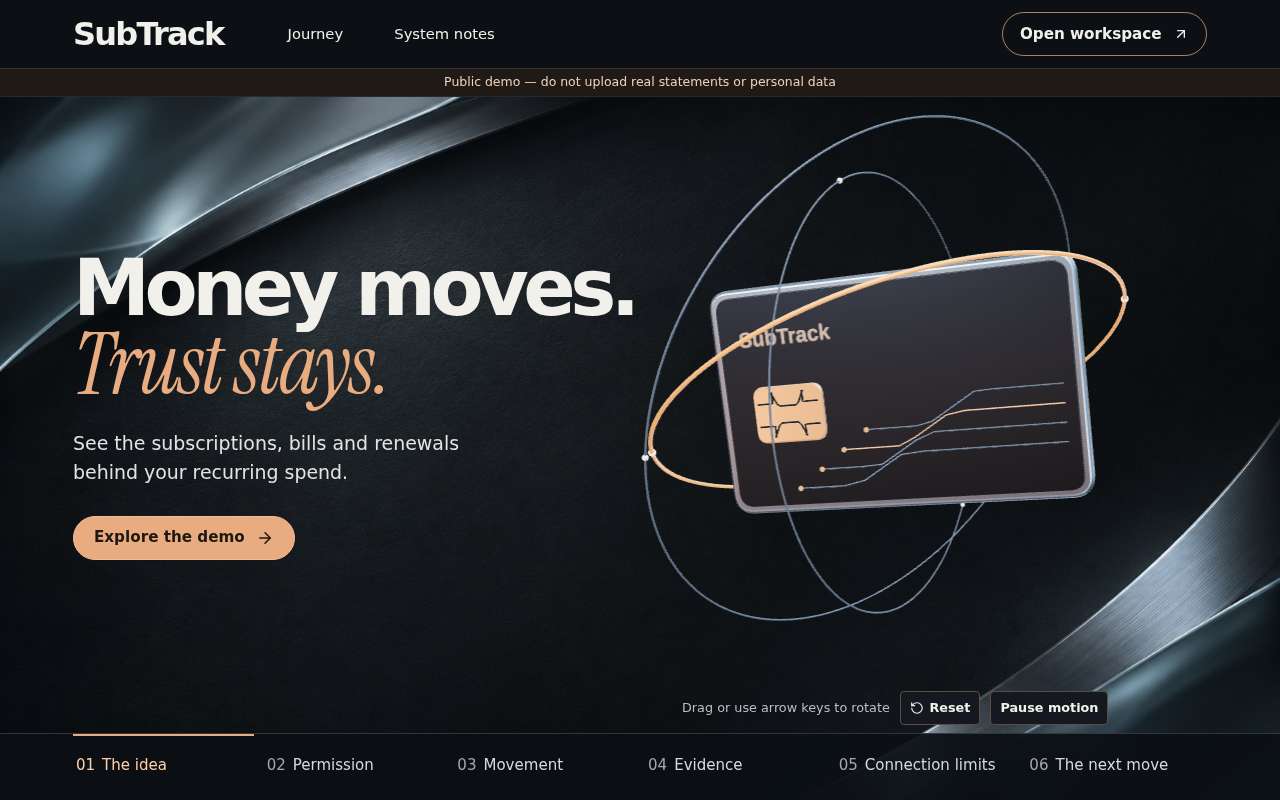 SubTrack
Journey
System notes
Open workspace
Public demo — do not upload real statements or personal data
Money moves.
Trust stays.
See the subscriptions, bills and renewals
behind your recurring spend.
Explore the demo
SubTrack
Drag or use arrow keys to rotate
Reset
Pause motion
01 The idea
02 Permission
03 Movement
04 Evidence
05 Connection limits
06 The next move